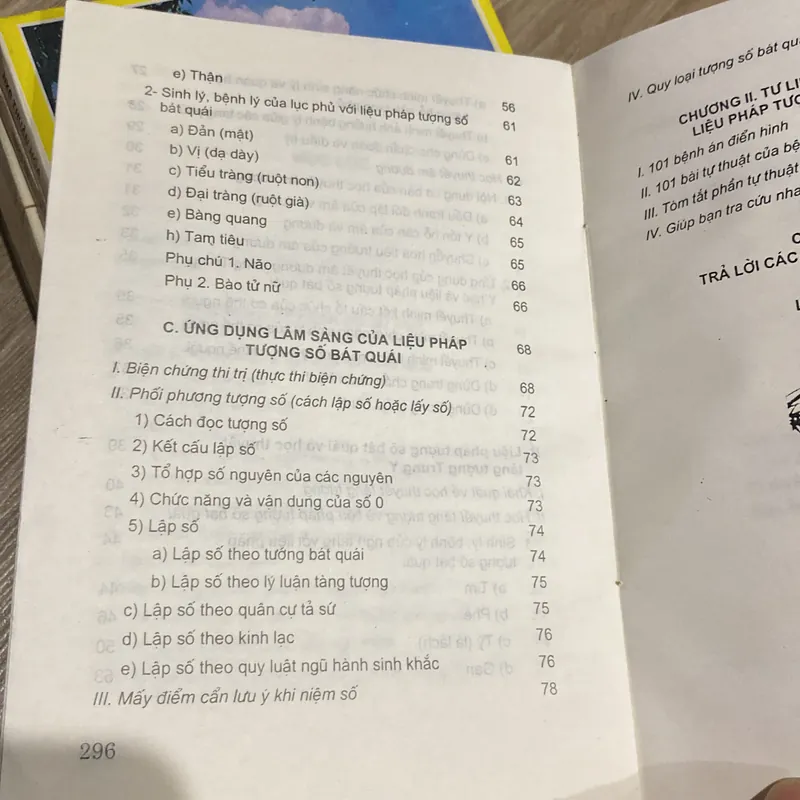 e) Thận 56
2- Sinh lý, bệnh lý của lục phủ với liệu pháp tượng số
bát quái 61
a) Đản (mật) 61
b) Vị (dạ dày) 62
c) Tiểu tràng (ruột non) 63
d) Đại tràng (ruột già) 64
e) Bàng quang 65
h) Tam tiêu 65
Phụ chú 1. Não 66
Phụ 2. Bào tử nữ 66
C. ỨNG DỤNG LÂM SÀNG CỦA LIỆU PHÁP
TƯỢNG SỐ BÁT QUÁI 68
I. Biện chứng thi trị (thực thi biện chứng) 68
II. Phối phương tượng số (cách lập số hoặc lấy số) 72
1) Cách đọc tượng số 72
2) Kết cấu lập số 73
3) Tổ hợp số nguyên của các nguyên 73
4) Chức năng và vận dụng của số 0 73
5) Lập số 74
a) Lập số theo tưởng bát quái 74
b) Lập số theo lý luận tàng tượng 75
c) Lập số theo quân cự tả sứ 75
d) Lập số theo kinh lạc 76
e) Lập số theo quy luật ngũ hành sinh khắc 76
III. Mấy điểm cẩn lưu ý khi niệm số 78
296
IV. Quy loại tượng số bát
CHƯƠNG II. TƯ
LIỆU PHÁP
I. 101 bệnh án điển hình
II. 101 bài tự thuật của
III. Tóm tắt phần tự thuật
IV. Giúp bạn tra cứu
TRẢ LỜI CÁC